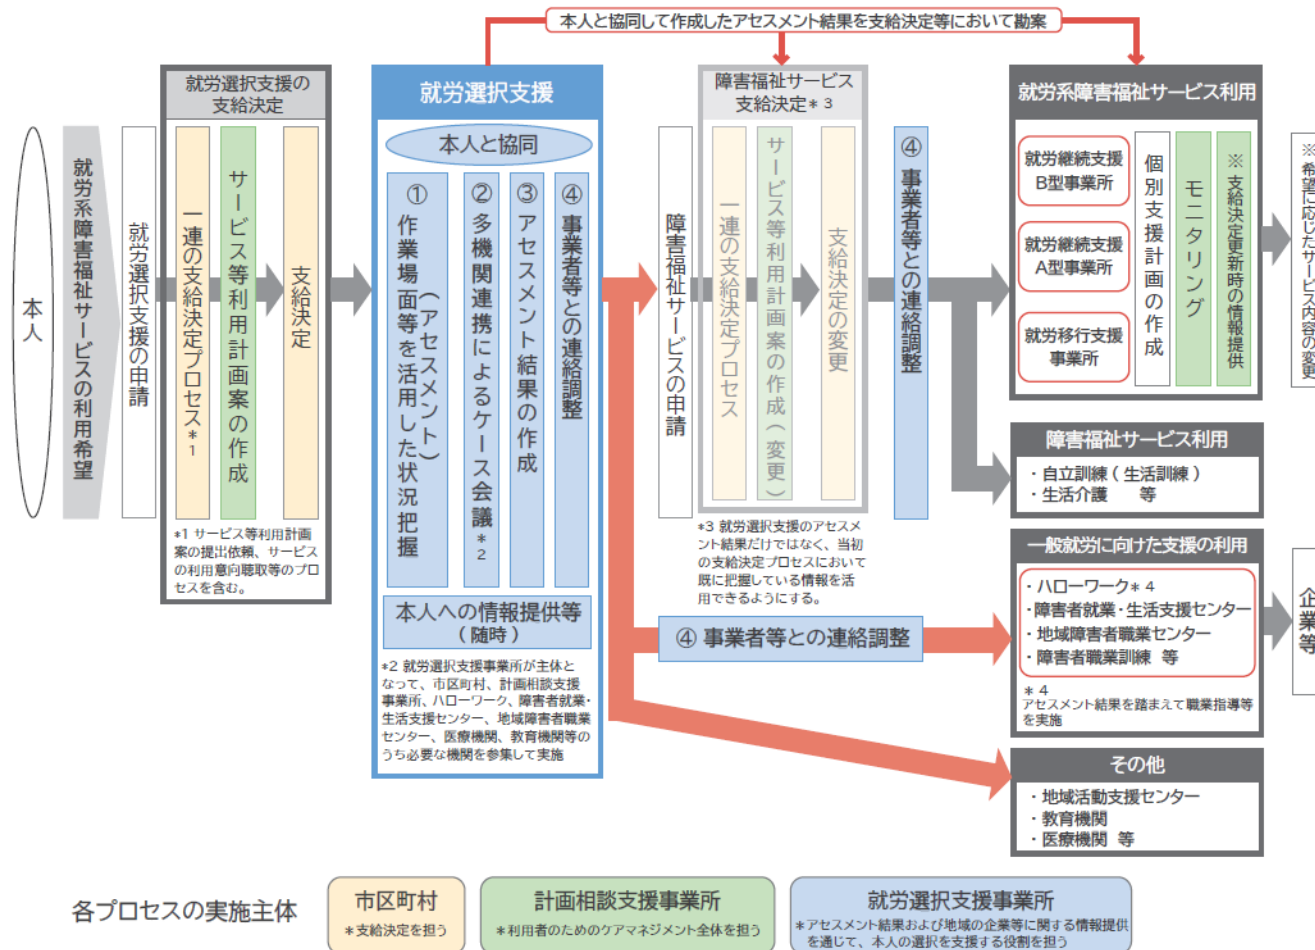 本人と協同して作成したアセスメント結果を支給決定等において勘案
本人
就労系障害福祉サービスの利用希望
就労選択支援の申請
就労選択支援の
支給決定
一連の支給決定プロセス*1
サービス等利用計画案の作成
支給決定
*1 サービス等利用計画
案の提出依頼、サービス
の利用意向聴取等のプロ
セスを含む。
就労選択支援
本人と協同
① 作業場面等を活用した状況把握
（アセスメント）
② 多機関連携によるケース会議*2
③ アセスメント結果の作成
④ 事業者等との連絡調整
本人への情報提供等
（随時）
*2 就労選択支援事業所が主体と
なって、市区町村、計画相談支援
事業所、ハローワーク、障害者就業・
生活支援センター、地域障害者職業
センター、医療機関、教育機関等の
うち必要な機関を参集して実施
障害福祉サービスの申請
障害福祉サービス
支給決定*3
一連の支給決定プロセス
サービス等利用計画案の作成（変更）
支給決定の変更
*3 就労選択支援のアセスメ
ント結果だけではなく、当初
の支給決定プロセスにおいて
既に把握している情報を活
用できるようにする。
④ 事業者等との連絡調整
④ 事業者等との連絡調整
就労系障害福祉サービス利用
就労継続支援
B型事業所
就労継続支援
A型事業所
就労移行支援
事業所
個別支援計画の作成
モニタリング
※ 支給決定更新時の情報提供
※ 希望に応じたサービス内容の変更
障害福祉サービス利用
・自立訓練（生活訓練）
・生活介護　等
一般就労に向けた支援の利用
・ハローワーク*4
・障害者就業・生活支援センター
・地域障害者職業センター
・障害者職業訓練 等
*4
アセスメント結果を踏まえて職業指導等
を実施
企業等
その他
・地域活動支援センター
・教育機関
・医療機関 等
各プロセスの実施主体
市区町村
*支給決定を担う
計画相談支援事業所
*利用者のためのケアマネジメント全体を担う
就労選択支援事業所
*アセスメント結果および地域の企業等に関する情報提供
を通じて、本人の選択を支援する役割を担う